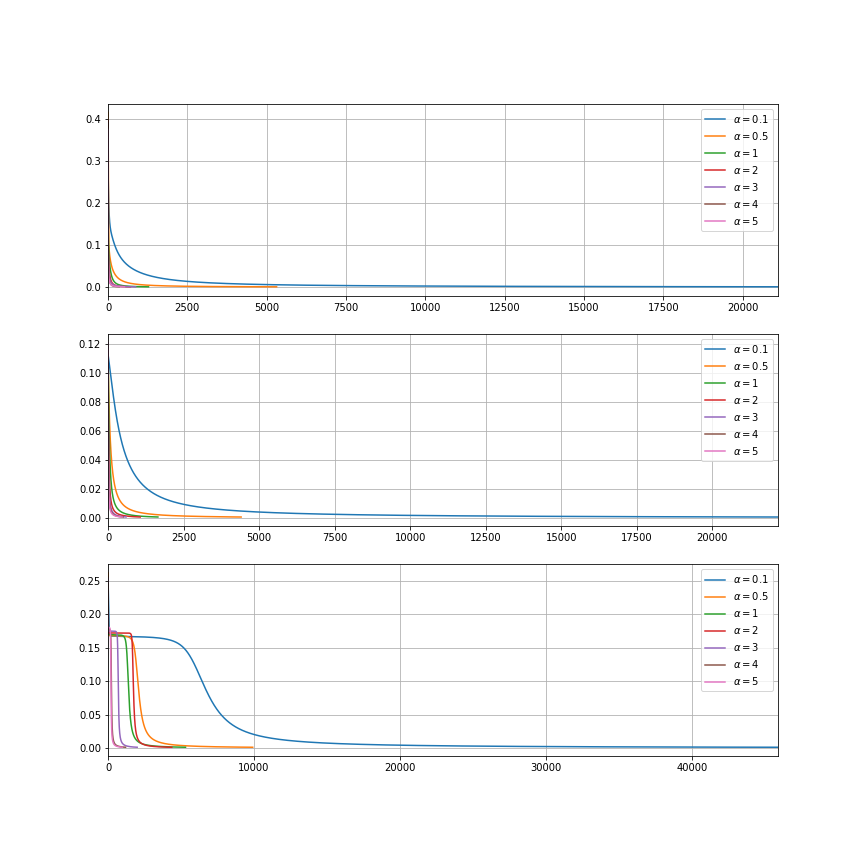 0.4
0.3
0.2
0.1
0.0
α = 0.1
α = 0.5
α = 1
α = 2
α = 3
α = 4
α = 5
0 2500 5000 7500 10000 12500 15000 17500 20000
0.12
0.10
0.08
0.06
0.04
0.02
0.00
α = 0.1
α = 0.5
α = 1
α = 2
α = 3
α = 4
α = 5
0 2500 5000 7500 10000 12500 15000 17500 20000
0.25
0.20
0.15
0.10
0.05
0.00
α = 0.1
α = 0.5
α = 1
α = 2
α = 3
α = 4
α = 5
0 10000 20000 30000 40000